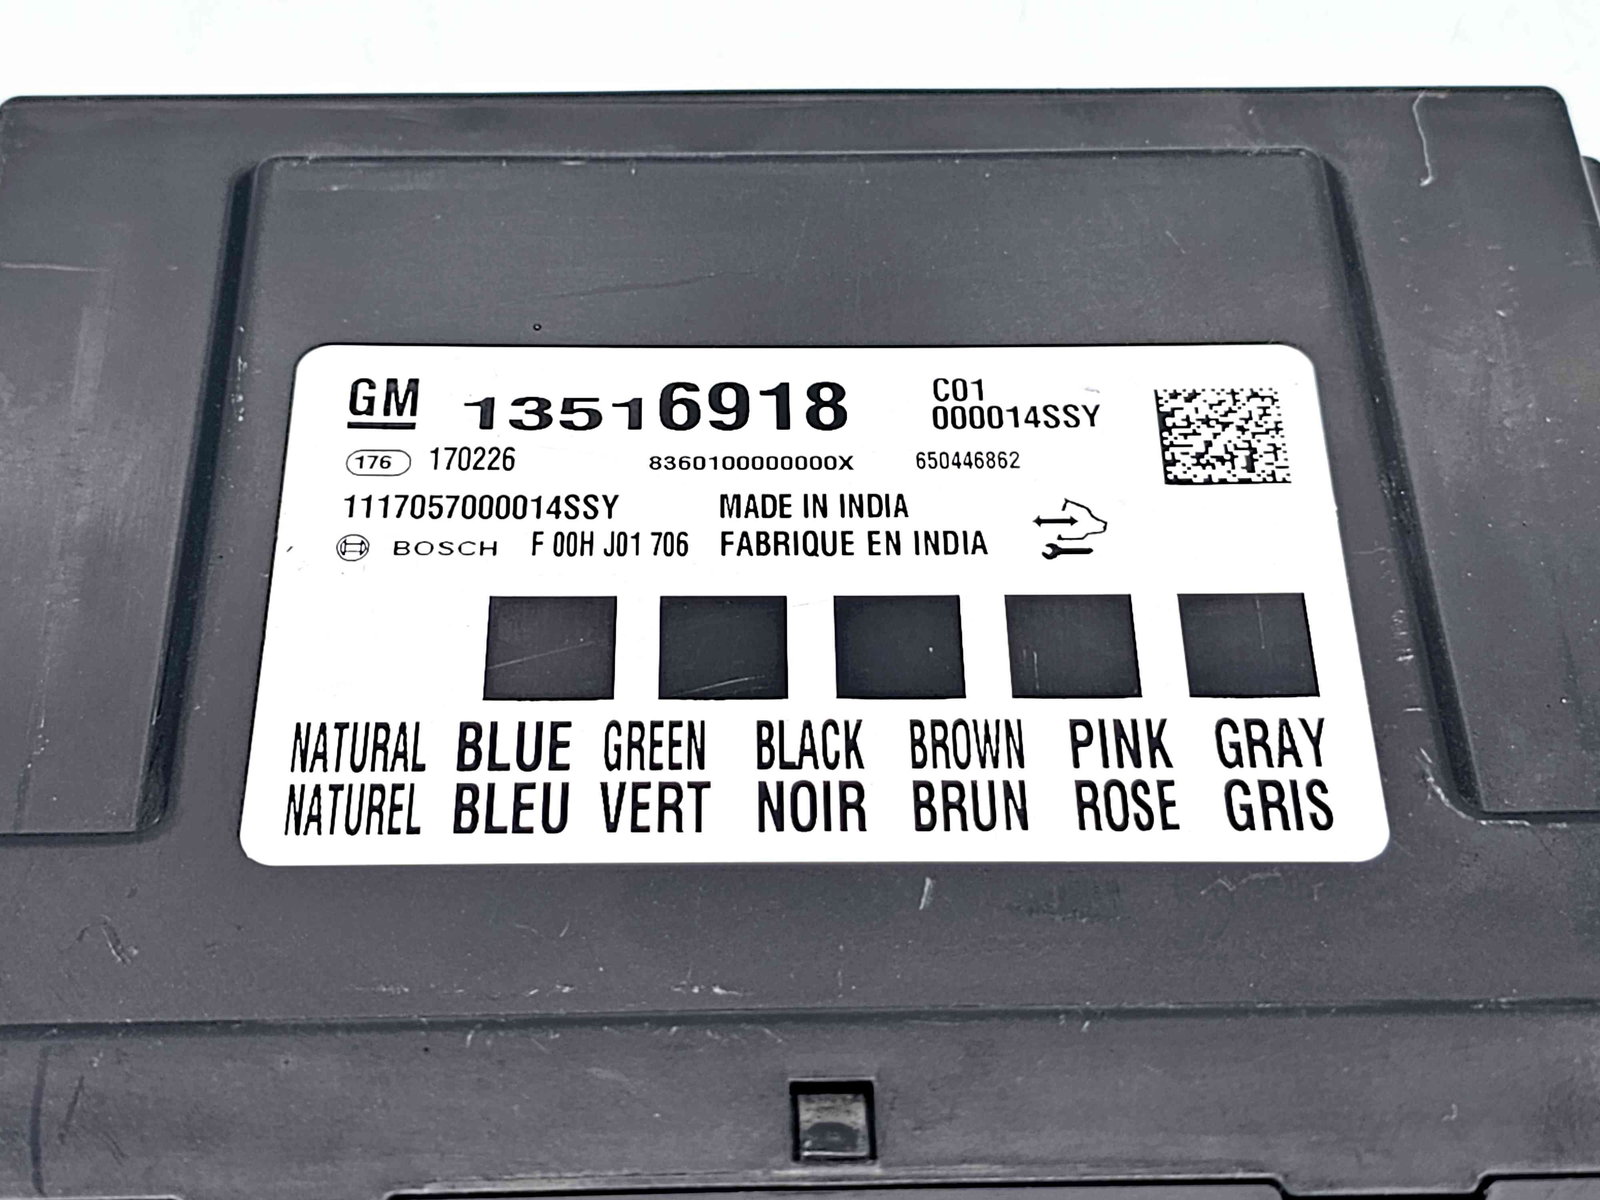 GM 13516918 C01
000014SSY
176 170226 8360100000000X 650446862
1117057000014SSY MADE IN INDIA
BOSCH F 00H J01 706 FABRIQUE EN INDIA
NATURAL BLUE GREEN BLACK BROWN PINK GRAY
NATUREL BLEU VERT NOIR BRUN ROSE GRIS